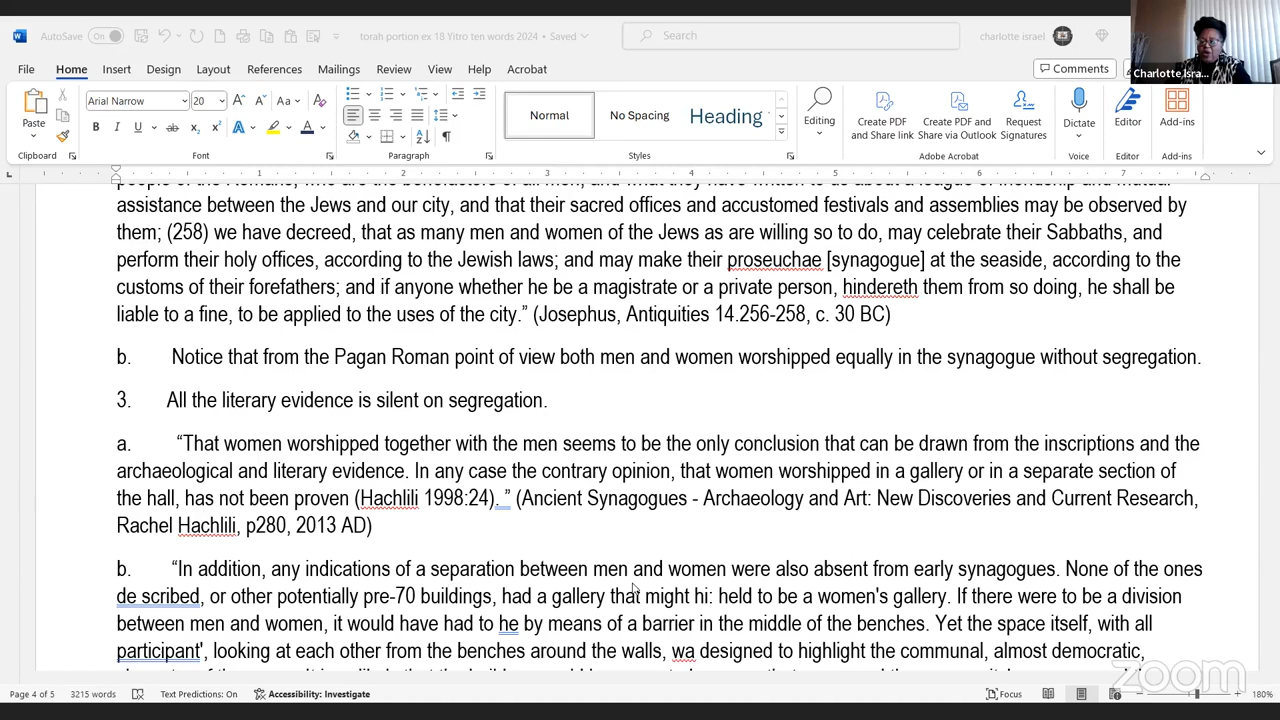 AutoSave On torah portion ex 18 Yitro ten words 2024 • Saved Search charlotte israel
File Home Insert Design Layout References Mailings Review View Help Acrobat Comments
Charlotte Isra...
Paste Arial Narrow 20 Normal No Spacing Heading Editing Create PDF and Share link Create PDF and Share via Outlook Request Signatures Dictate Editor Add-ins
Clipboard Font Paragraph Styles Adobe Acrobat Voice Editor Add-ins
1 2 3 4 5 6 7
assistance between the Jews and our city, and that their sacred offices and accustomed festivals and assemblies may be observed by
them; (258) we have decreed, that as many men and women of the Jews as are willing so to do, may celebrate their Sabbaths, and
perform their holy offices, according to the Jewish laws; and may make their proseuchae [synagogue] at the seaside, according to the
customs of their forefathers; and if anyone whether he be a magistrate or a private person, hindereth them from so doing, he shall be
liable to a fine, to be applied to the uses of the city.” (Josephus, Antiquities 14.256-258, c. 30 BC)
b. Notice that from the Pagan Roman point of view both men and women worshipped equally in the synagogue without segregation.
3. All the literary evidence is silent on segregation.
a. “That women worshipped together with the men seems to be the only conclusion that can be drawn from the inscriptions and the
archaeological and literary evidence. In any case the contrary opinion, that women worshipped in a gallery or in a separate section of
the hall, has not been proven (Hachlili 1998:24). ” (Ancient Synagogues - Archaeology and Art: New Discoveries and Current Research,
Rachel Hachlili, p280, 2013 AD)
b. “In addition, any indications of a separation between men and women were also absent from early synagogues. None of the ones
de scribed, or other potentially pre-70 buildings, had a gallery that might hi: held to be a women's gallery. If there were to be a division
between men and women, it would have had to he by means of a barrier in the middle of the benches. Yet the space itself, with all
participant', looking at each other from the benches around the walls, wa designed to highlight the communal, almost democratic,
Page 4 of 5 3215 words Text Predictions: On Accessibility: Investigate Focus 180%
zoom